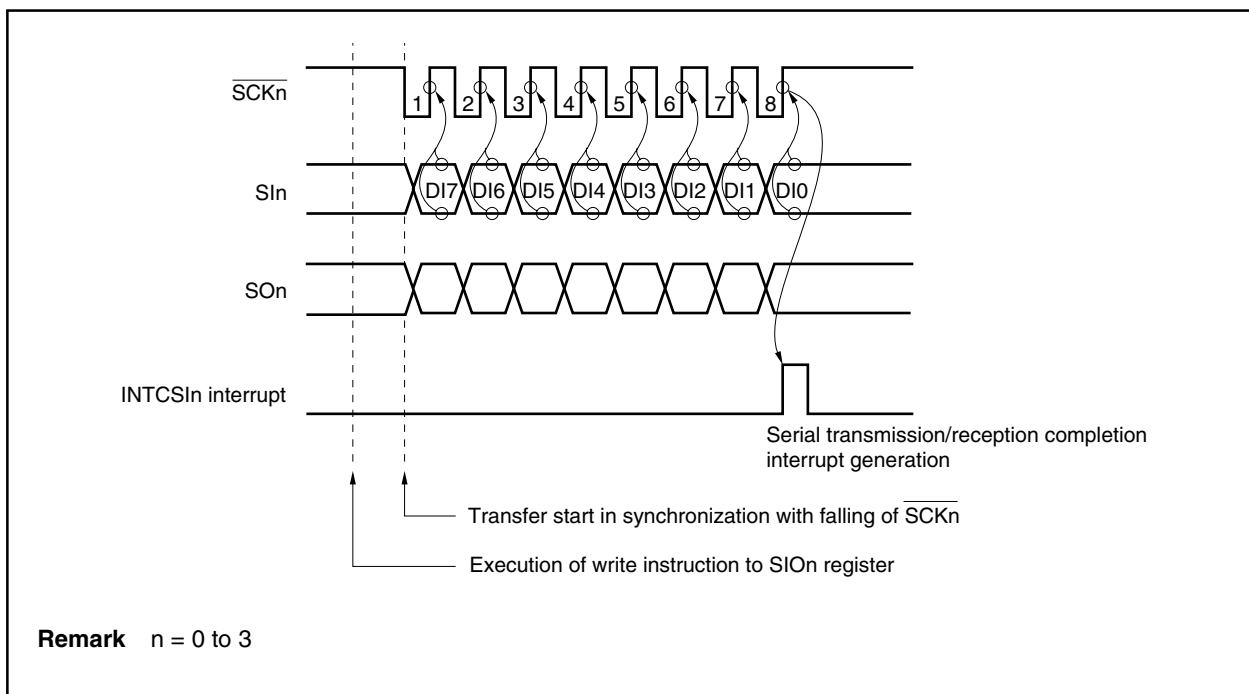 SCKn
1 2 3 4 5 6 7 8
SIn
DI7 DI6 DI5 DI4 DI3 DI2 DI1 DI0
SOn
INTCSIn interrupt
Serial transmission/reception completion
interrupt generation
Transfer start in synchronization with falling of SCKn
Execution of write instruction to SIOn register
Remark n = 0 to 3